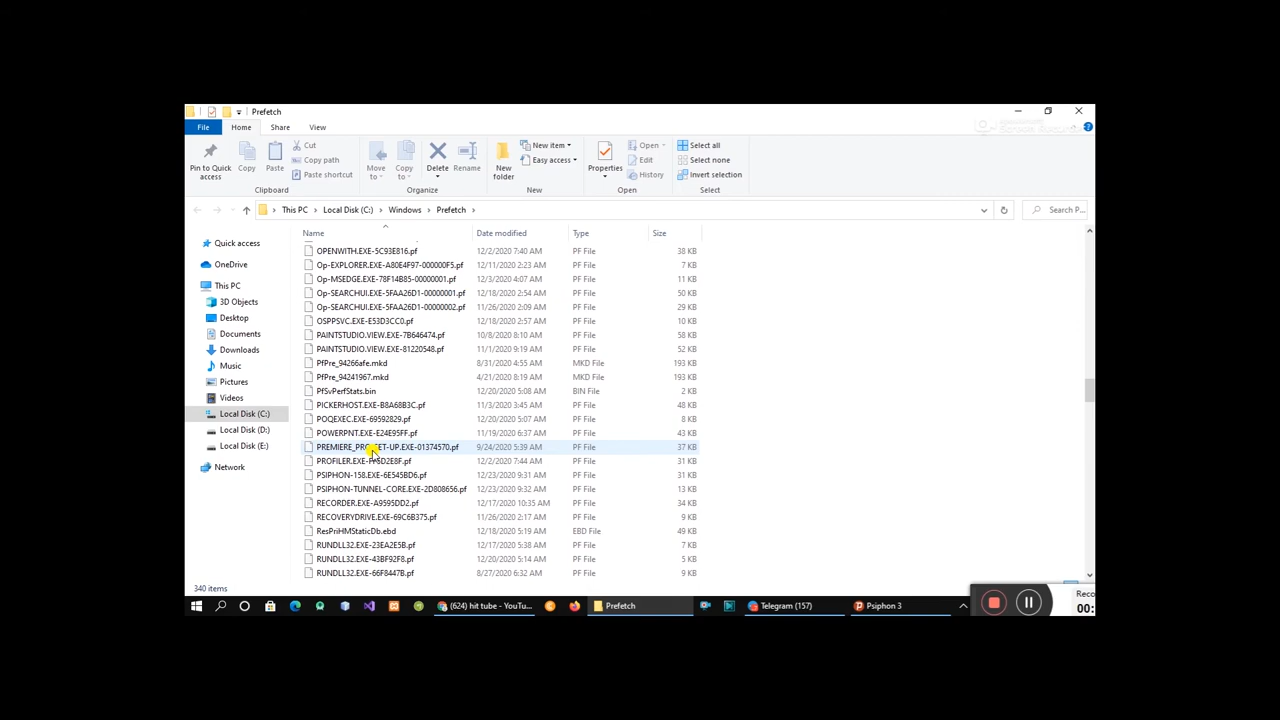 Prefetch
File Home Share View
Pin to Quick access
Copy
Paste
Cut
Copy path
Paste shortcut
Clipboard
Move to
Copy to
Delete
Rename
Organize
New folder
New item
Easy access
New
Properties
Open
Edit
History
Open
Select all
Select none
Invert selection
Select
This PC > Local Disk (C:) > Windows > Prefetch >
Search P...
Name Date modified Type Size
Quick access
OneDrive
This PC
3D Objects
Desktop
Documents
Downloads
Music
Pictures
Videos
Local Disk (C:)
Local Disk (D:)
Local Disk (E:)
Network
OPENWITH.EXE-5C93E816.pf 12/2/2020 7:40 AM PF File 38 KB
Op-EXPLORER.EXE-A80E4F97-000000F5.pf 12/11/2020 2:23 AM PF File 7 KB
Op-MSEDGE.EXE-78F14B85-00000001.pf 12/3/2020 4:07 AM PF File 11 KB
Op-SEARCHUI.EXE-5FAA26D1-00000001.pf 12/18/2020 2:54 AM PF File 50 KB
Op-SEARCHUI.EXE-5FAA26D1-00000002.pf 11/26/2020 2:09 AM PF File 29 KB
OSPPSVC.EXE-E53D3CC0.pf 12/18/2020 2:57 AM PF File 10 KB
PAINTSTUDIO.VIEW.EXE-7B646474.pf 10/8/2020 8:10 AM PF File 58 KB
PAINTSTUDIO.VIEW.EXE-81220548.pf 11/1/2020 9:19 AM PF File 52 KB
PfPre_94266afe.mkd 8/31/2020 4:55 AM MKD File 193 KB
PfPre_94241967.mkd 4/21/2020 8:19 AM MKD File 193 KB
PfSvPerfStats.bin 12/20/2020 5:08 AM BIN File 2 KB
PICKERHOST.EXE-B8A68B3C.pf 11/3/2020 3:45 AM PF File 48 KB
POQEXEC.EXE-69592829.pf 12/20/2020 5:07 AM PF File 8 KB
POWERPNT.EXE-E24E95FF.pf 11/19/2020 6:37 AM PF File 43 KB
9/24/2020 5:39 AM PF File 37 KB
12/2/2020 7:44 AM PF File 31 KB
PSIPHON-158.EXE-6E545BD6.pf 12/23/2020 9:31 AM PF File 31 KB
PSIPHON-TUNNEL-CORE.EXE-2D808656.pf 12/23/2020 9:32 AM PF File 13 KB
RECORDER.EXE-A9595DD2.pf 12/17/2020 10:35 AM PF File 34 KB
RECOVERYDRIVE.EXE-69C6B375.pf 11/26/2020 2:17 AM PF File 9 KB
ResPriHMStaticDb.ebd 12/18/2020 5:19 AM EBD File 49 KB
RUNDLL32.EXE-23EA2E5B.pf 12/17/2020 5:38 AM PF File 7 KB
RUNDLL32.EXE-43BF92F8.pf 12/20/2020 5:14 AM PF File 5 KB
RUNDLL32.EXE-66F8447B.pf 8/27/2020 6:32 AM PF File 9 KB
340 items
(624) hit tube - YouTu...
Prefetch
Telegram (157)
Psiphon 3
Reco
00: